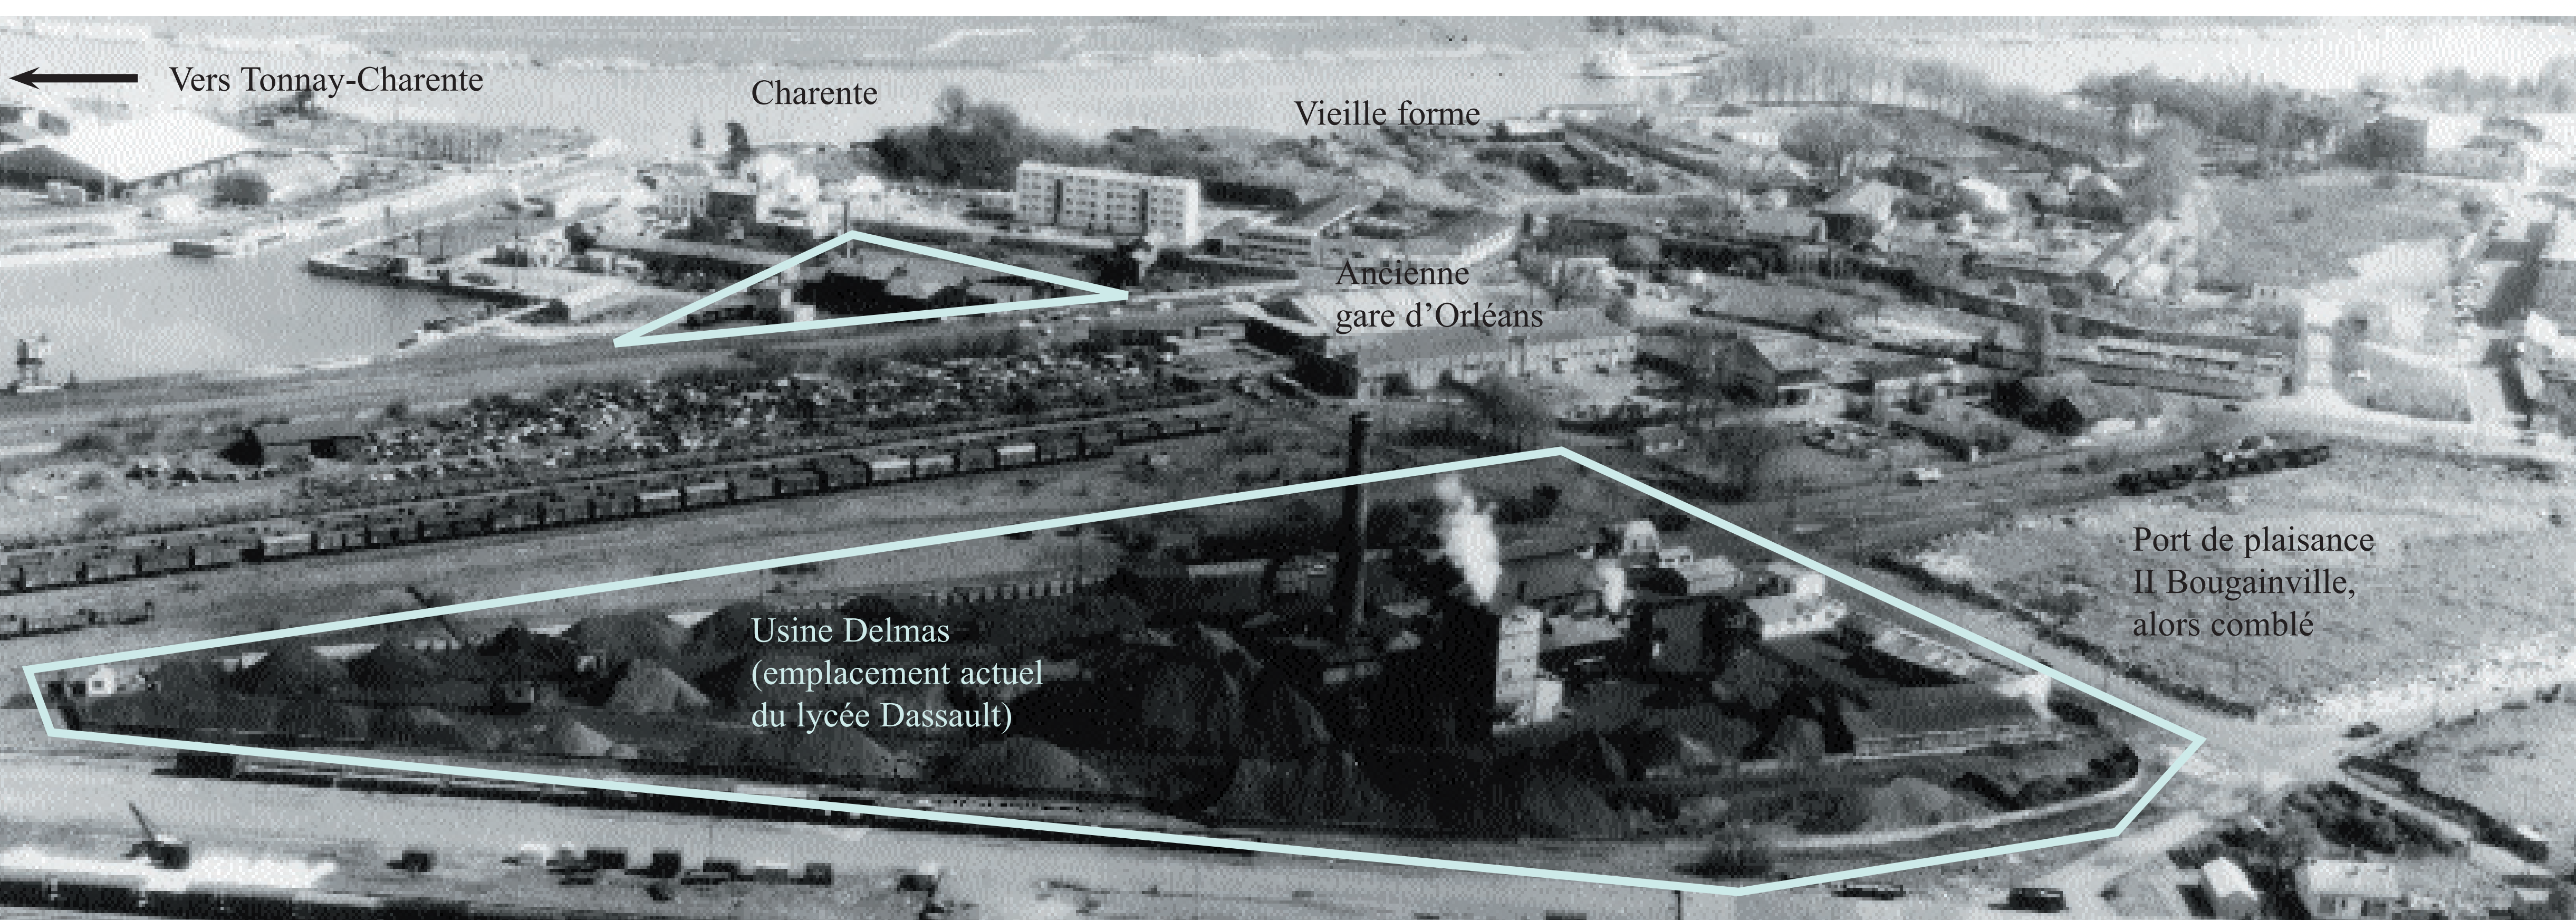 Vers Tonnay-Charente
Charente
Vieille forme
Ancienne
gare d’Orléans
Port de plaisance
II Bougainville,
alors comblé
Usine Delmas
(emplacement actuel
du lycée Dassault)